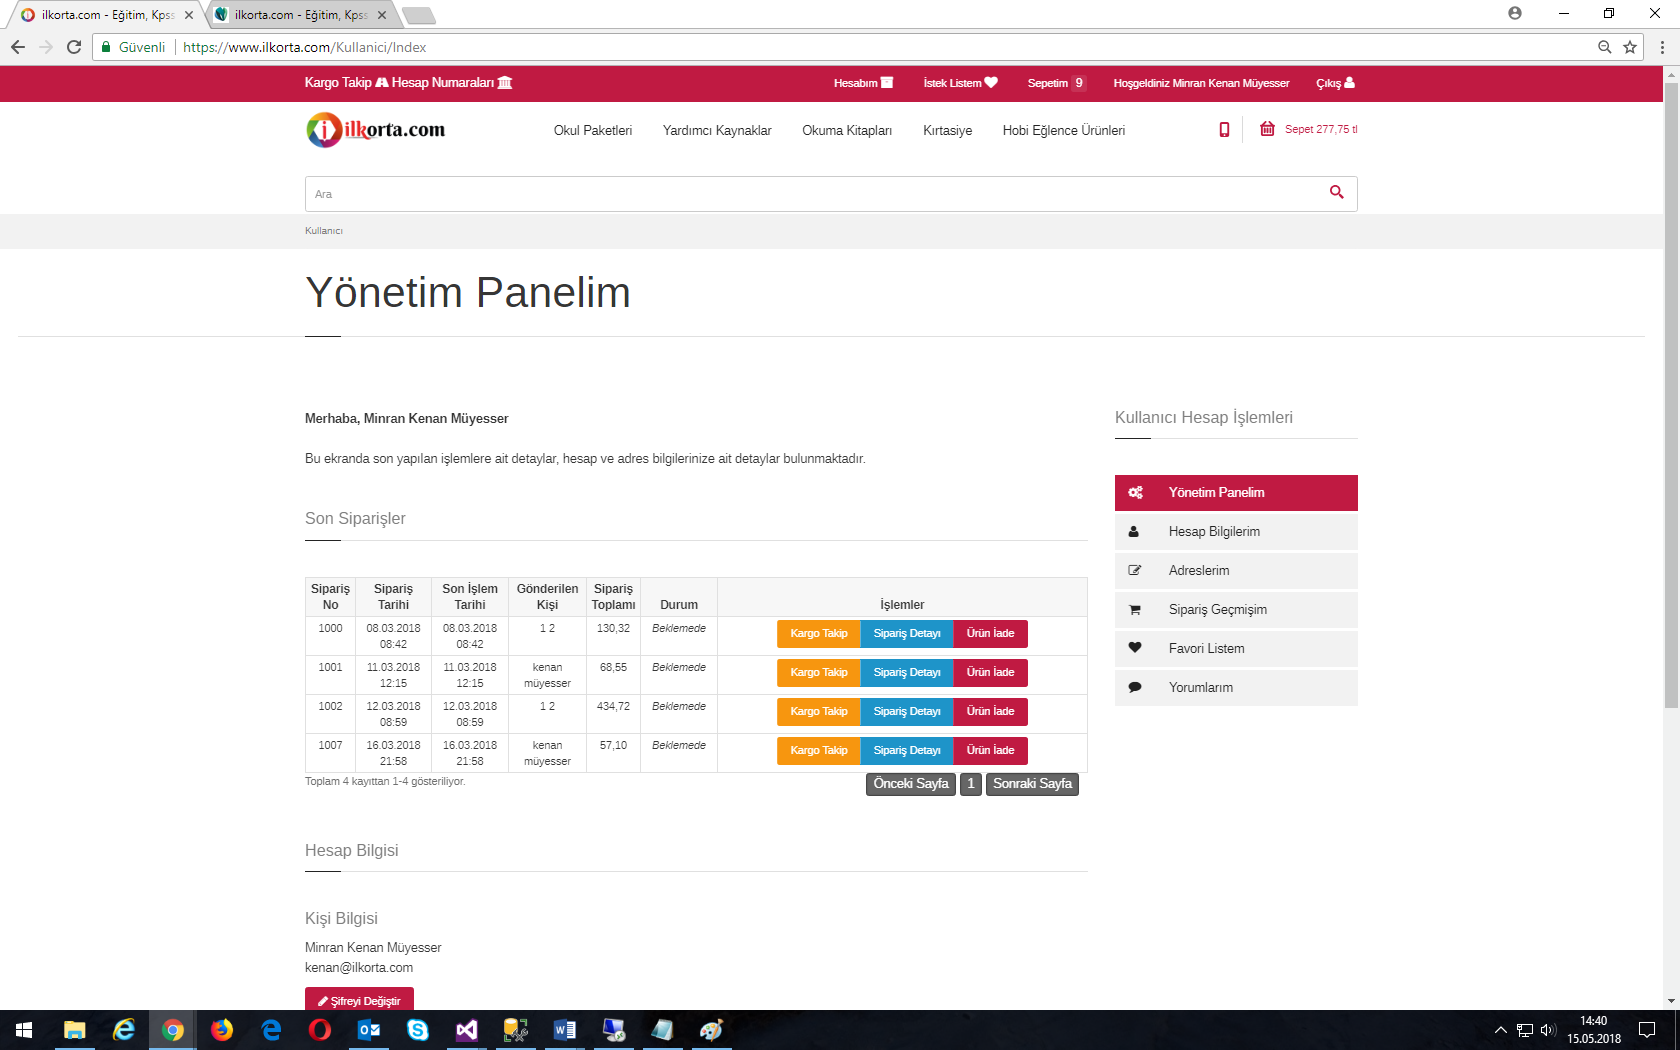 ilkorta.com - Eğitim, Kpss
ilkorta.com - Eğitim, Kpss
Güvenli
https://www.ilkorta.com/Kullanici/Index
Kargo Takip Hesap Numaraları
Hesabım
İstek Listem
Sepetim 9
Hoşgeldiniz Minran Kenan Müyesser
Çıkış
ilkorta.com
Okul Paketleri
Yardımcı Kaynaklar
Okuma Kitapları
Kırtasiye
Hobi Eğlence Ürünleri
Sepet 277,75 tl
Ara
Kullanıcı
Yönetim Panelim
Merhaba, Minran Kenan Müyesser
Bu ekranda son yapılan işlemlere ait detaylar, hesap ve adres bilgilerinize ait detaylar bulunmaktadır.
Son Siparişler
Sipariş No Sipariş Tarihi Son İşlem Tarihi Gönderilen Kişi Sipariş Toplamı Durum İşlemler
1000 08.03.2018 08:42 08.03.2018 08:42 1 2 130,32 Beklemede Kargo Takip Sipariş Detayı Ürün İade
1001 11.03.2018 12:15 11.03.2018 12:15 kenan müyesser 68,55 Beklemede Kargo Takip Sipariş Detayı Ürün İade
1002 12.03.2018 08:59 12.03.2018 08:59 1 2 434,72 Beklemede Kargo Takip Sipariş Detayı Ürün İade
1007 16.03.2018 21:58 16.03.2018 21:58 kenan müyesser 57,10 Beklemede Kargo Takip Sipariş Detayı Ürün İade
Toplam 4 kayıttan 1-4 gösteriliyor.
Önceki Sayfa 1 Sonraki Sayfa
Hesap Bilgisi
Kişi Bilgisi
Minran Kenan Müyesser
kenan@ilkorta.com
Şifreyi Değiştir
Kullanıcı Hesap İşlemleri
Yönetim Panelim
Hesap Bilgilerim
Adreslerim
Sipariş Geçmişim
Favori Listem
Yorumlarım
14:40
15.05.2018